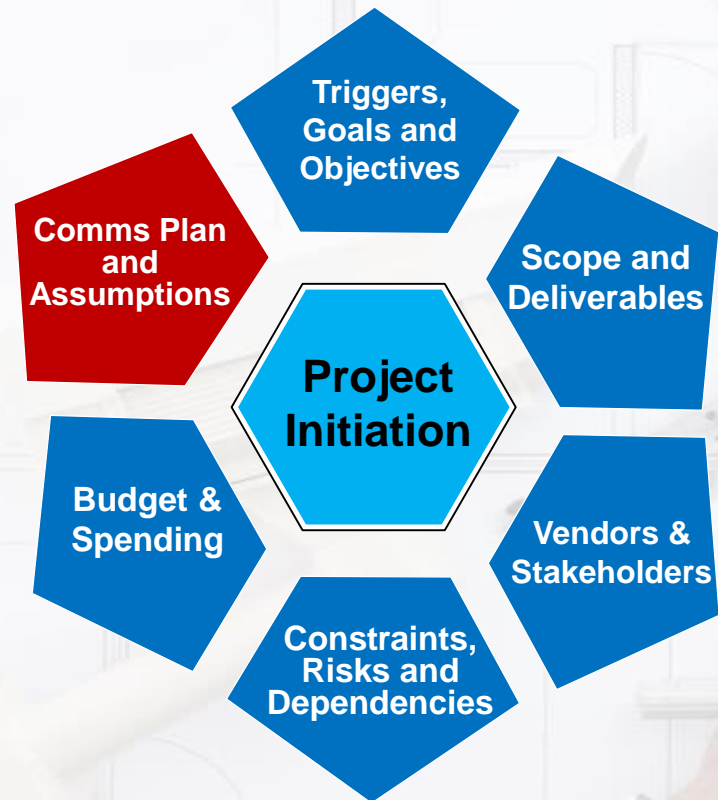 Triggers,
Goals and
Objectives
Comms Plan
and
Assumptions
Scope and
Deliverables
Project
Initiation
Budget &
Spending
Vendors &
Stakeholders
Constraints,
Risks and
Dependencies